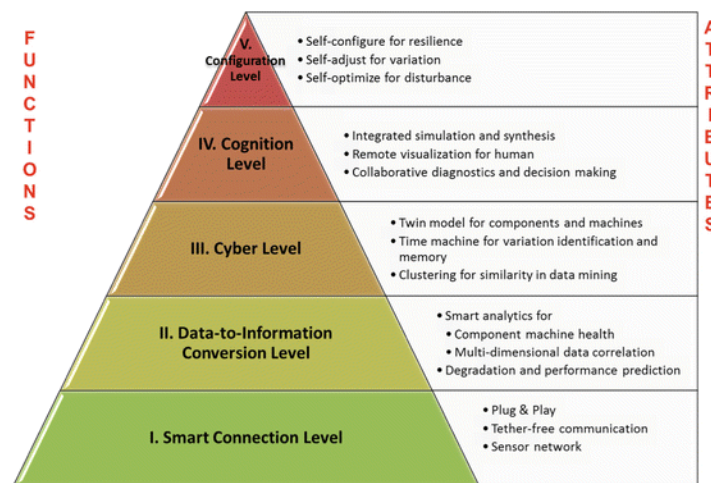 FUNCTIONS
V.
Configuration
Level
• Self-configure for resilience
• Self-adjust for variation
• Self-optimize for disturbance
IV. Cognition
Level
• Integrated simulation and synthesis
• Remote visualization for human
• Collaborative diagnostics and decision making
III. Cyber Level
• Twin model for components and machines
• Time machine for variation identification and
memory
• Clustering for similarity in data mining
II. Data-to-Information
Conversion Level
• Smart analytics for
• Component machine health
• Multi-dimensional data correlation
• Degradation and performance prediction
I. Smart Connection Level
• Plug & Play
• Tether-free communication
• Sensor network
ATTRIBUTES